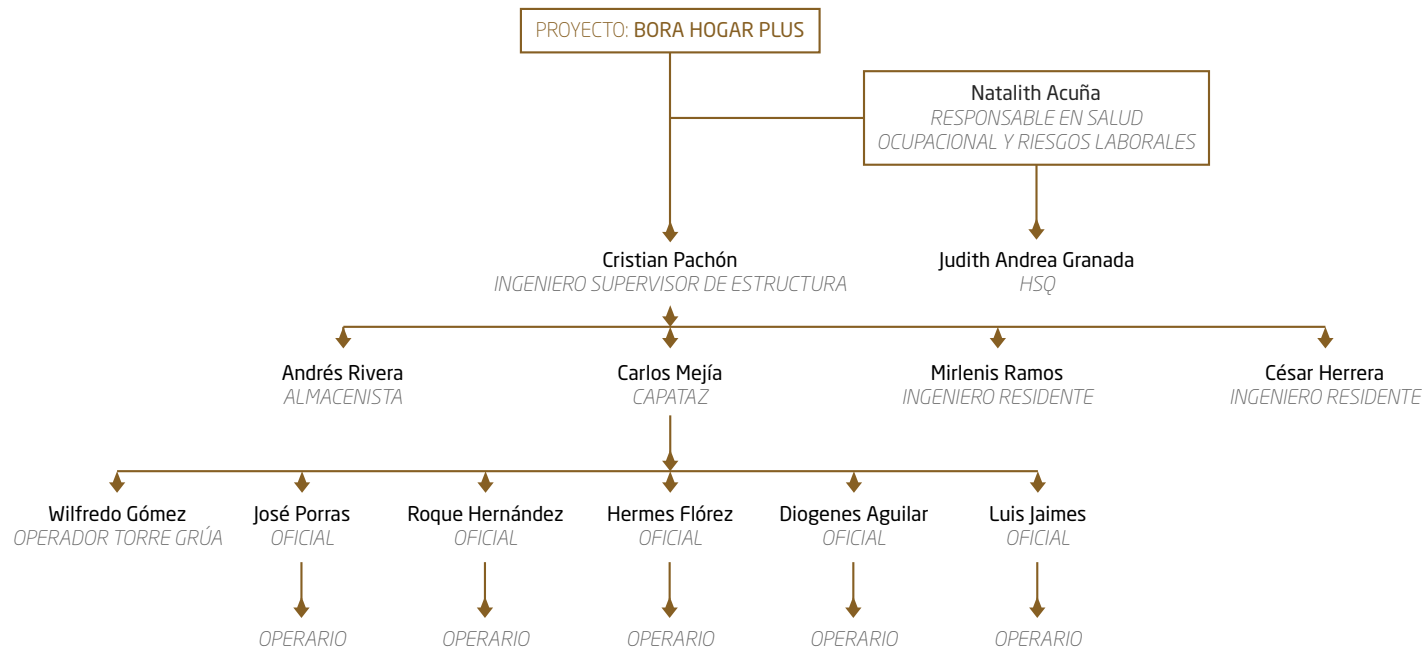 PROYECTO: BORA HOGAR PLUS
Natalith Acuña
RESPONSABLE EN SALUD
OCUPACIONAL Y RIESGOS LABORALES
Cristian Pachón
INGENIERO SUPERVISOR DE ESTRUCTURA
Judith Andrea Granada
HSQ
Andrés Rivera
ALMACENISTA
Carlos Mejía
CAPATAZ
Mirlenis Ramos
INGENIERO RESIDENTE
César Herrera
INGENIERO RESIDENTE
Wilfredo Gómez
OPERADOR TORRE GRÚA
José Porras
OFICIAL
Roque Hernández
OFICIAL
Hermes Flórez
OFICIAL
Diogenes Aguilar
OFICIAL
Luis Jaimes
OFICIAL
OPERARIO
OPERARIO
OPERARIO
OPERARIO
OPERARIO